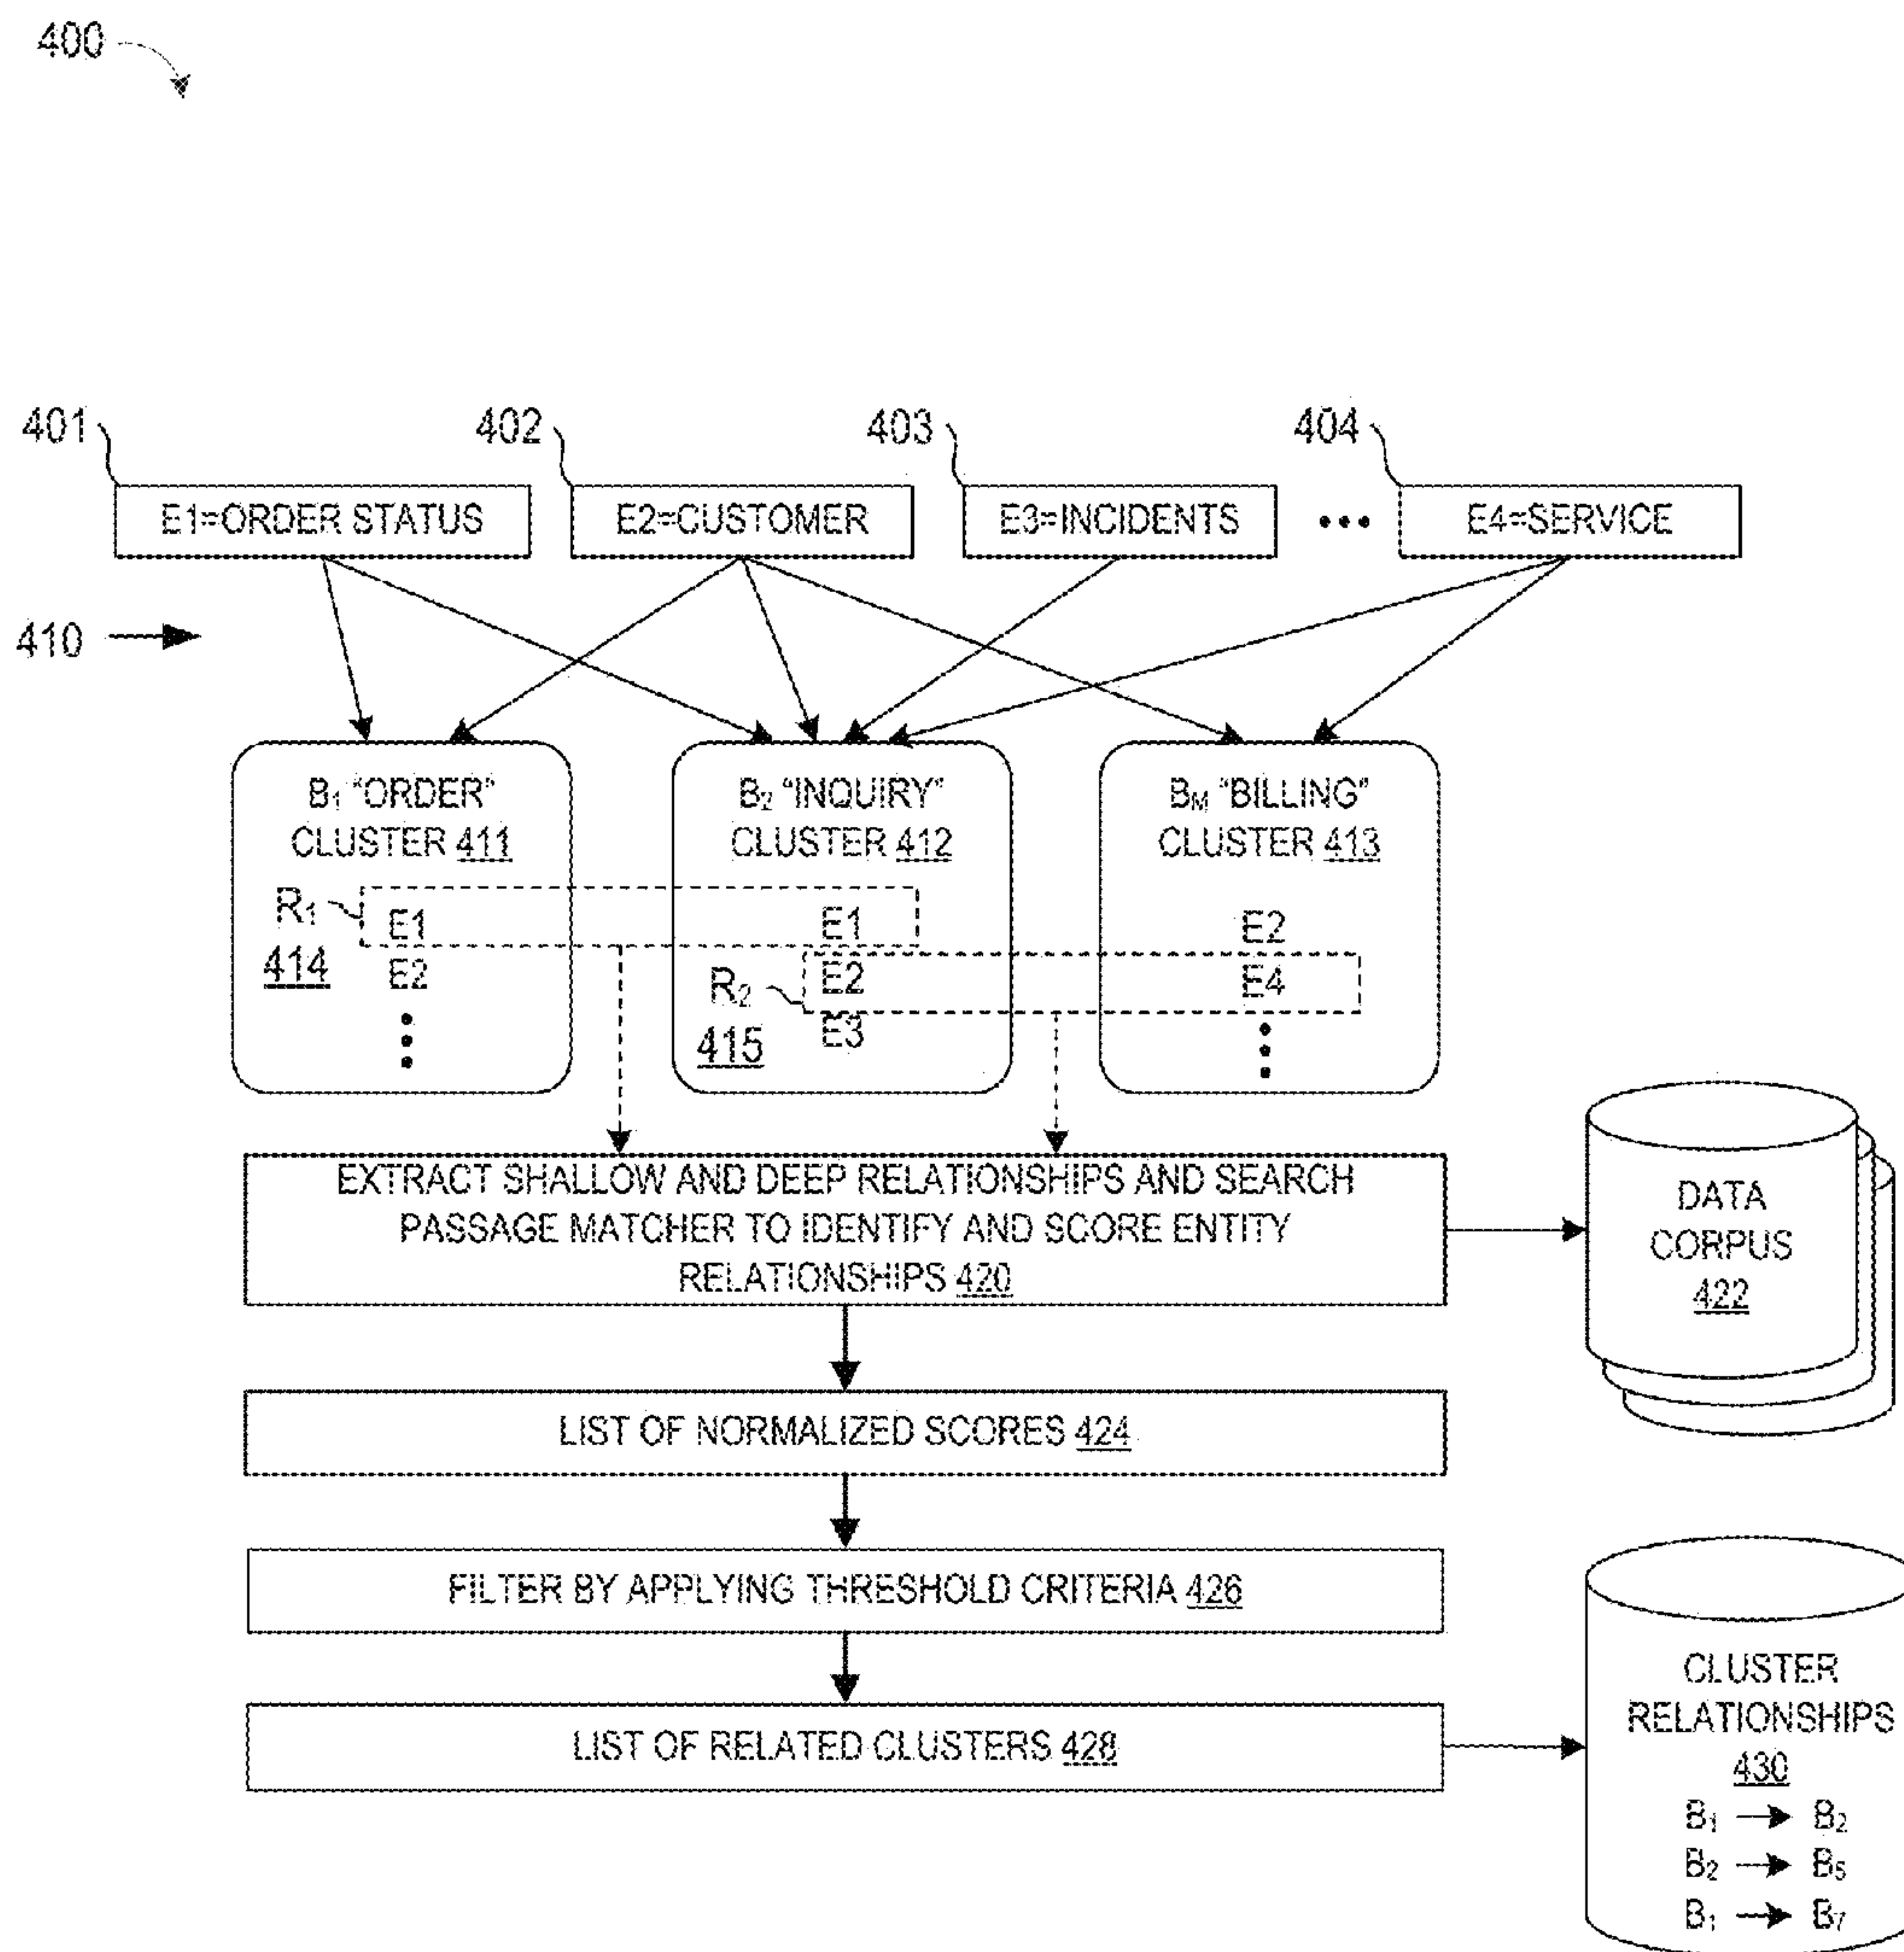 400
401
402
403
404
E1=ORDER STATUS
E2=CUSTOMER
E3=INCIDENTS
•••
E4=SERVICE
410
B1 "ORDER"
CLUSTER 411
B2 "INQUIRY"
CLUSTER 412
BM "BILLING"
CLUSTER 413
R1
414
E1
E2
E1
R2
415
E2
E3
E2
E4
EXTRACT SHALLOW AND DEEP RELATIONSHIPS AND SEARCH
PASSAGE MATCHER TO IDENTIFY AND SCORE ENTITY
RELATIONSHIPS 420
DATA
CORPUS
422
LIST OF NORMALIZED SCORES 424
FILTER BY APPLYING THRESHOLD CRITERIA 426
LIST OF RELATED CLUSTERS 428
CLUSTER
RELATIONSHIPS
430
B1 → B2
B2 → B5
B1 → B7